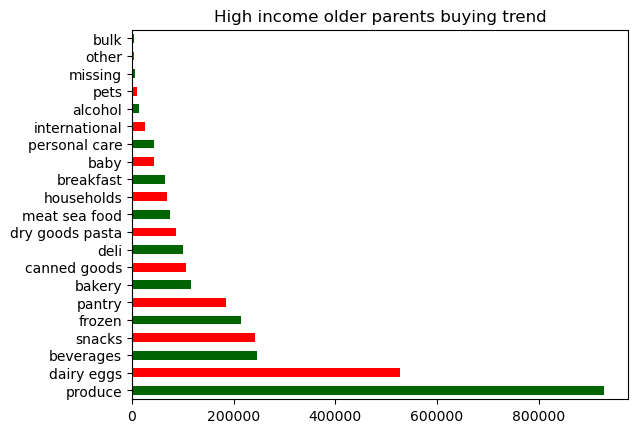 High income older parents buying trend
bulk
other
missing
pets
alcohol
international
personal care
baby
breakfast
households
meat sea food
dry goods pasta
deli
canned goods
bakery
pantry
frozen
snacks
beverages
dairy eggs
produce
0 200000 400000 600000 800000